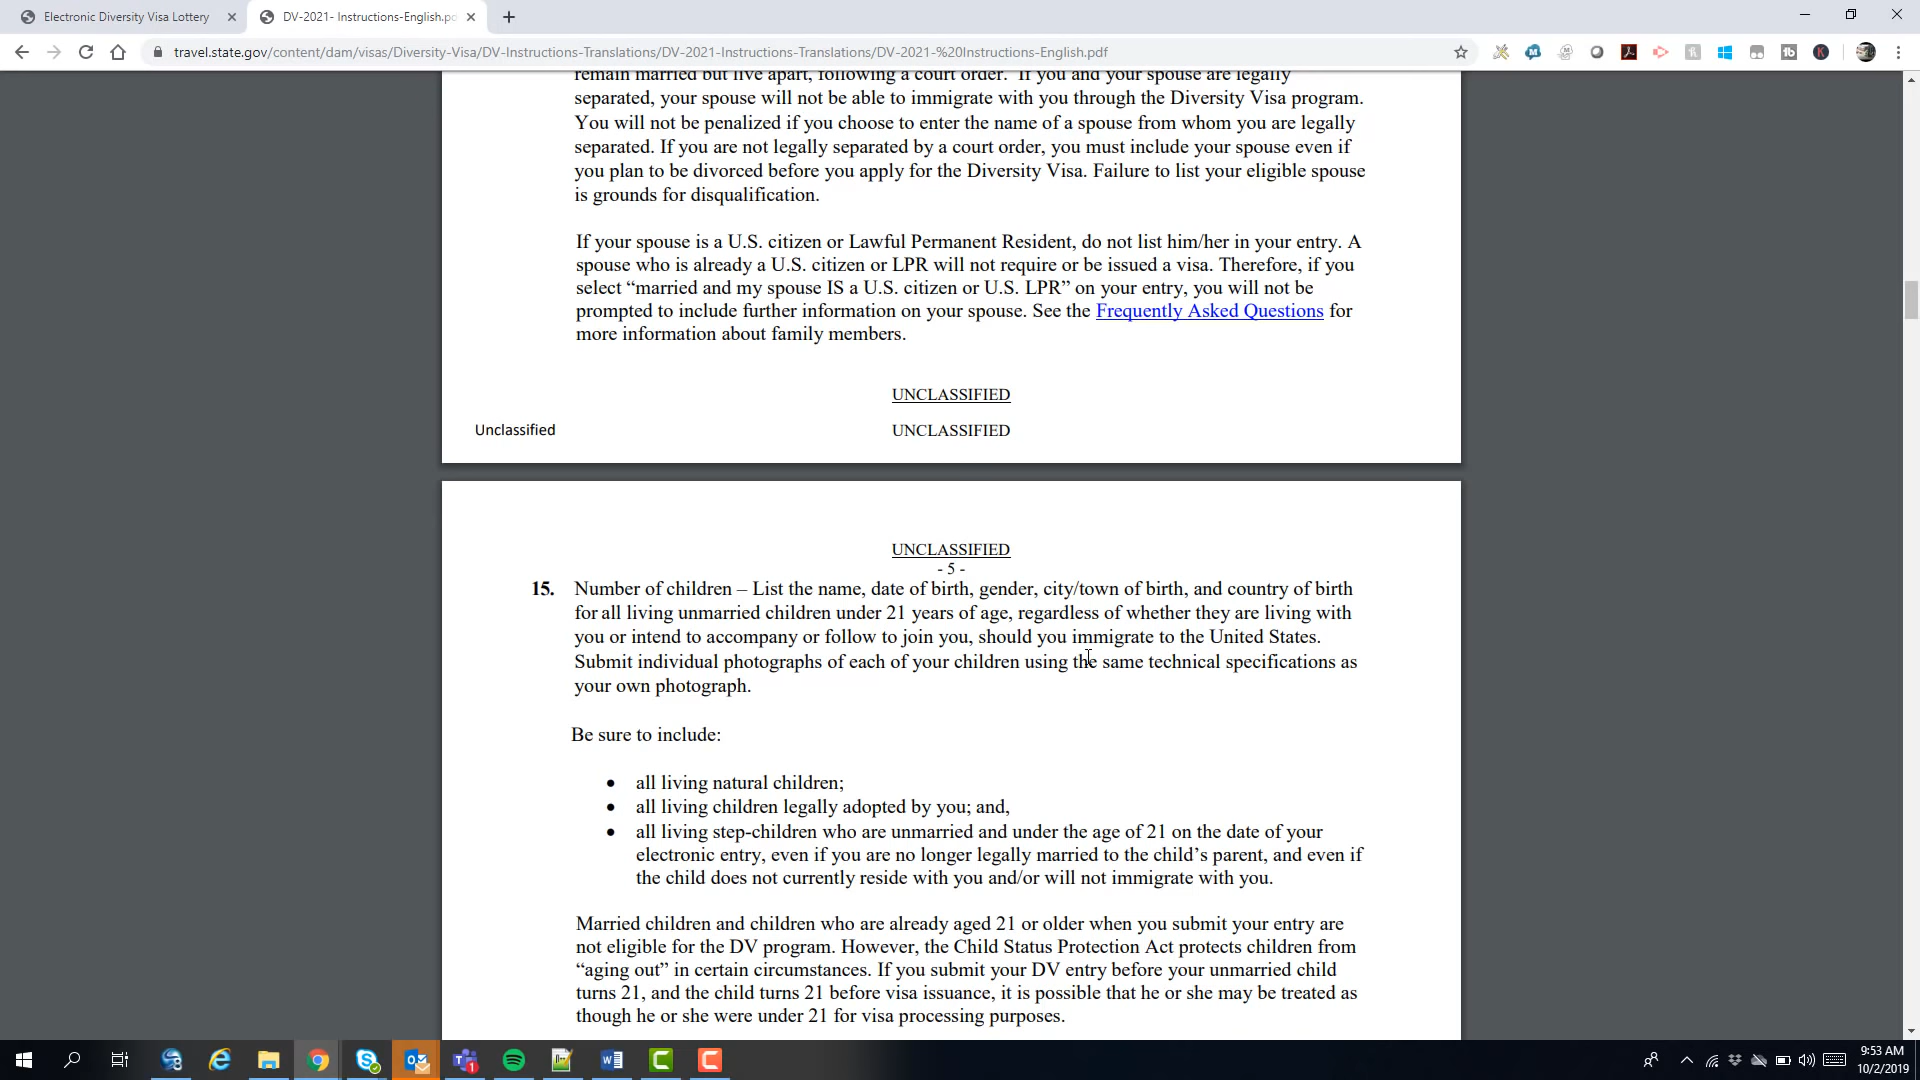 Electronic Diversity Visa Lottery
DV-2021- Instructions-English.pd
travel.state.gov/content/dam/visas/Diversity-Visa/DV-Instructions-Translations/DV-2021-Instructions-Translations/DV-2021-%20Instructions-English.pdf
remain married but live apart, following a court order. If you and your spouse are legally
separated, your spouse will not be able to immigrate with you through the Diversity Visa program.
You will not be penalized if you choose to enter the name of a spouse from whom you are legally
separated. If you are not legally separated by a court order, you must include your spouse even if
you plan to be divorced before you apply for the Diversity Visa. Failure to list your eligible spouse
is grounds for disqualification.
If your spouse is a U.S. citizen or Lawful Permanent Resident, do not list him/her in your entry. A
spouse who is already a U.S. citizen or LPR will not require or be issued a visa. Therefore, if you
select “married and my spouse IS a U.S. citizen or U.S. LPR” on your entry, you will not be
prompted to include further information on your spouse. See the Frequently Asked Questions for
more information about family members.
UNCLASSIFIED
Unclassified UNCLASSIFIED
UNCLASSIFIED
- 5 -
15. Number of children – List the name, date of birth, gender, city/town of birth, and country of birth
for all living unmarried children under 21 years of age, regardless of whether they are living with
you or intend to accompany or follow to join you, should you immigrate to the United States.
Submit individual photographs of each of your children using the same technical specifications as
your own photograph.
Be sure to include:
• all living natural children;
• all living children legally adopted by you; and,
• all living step-children who are unmarried and under the age of 21 on the date of your
electronic entry, even if you are no longer legally married to the child’s parent, and even if
the child does not currently reside with you and/or will not immigrate with you.
Married children and children who are already aged 21 or older when you submit your entry are
not eligible for the DV program. However, the Child Status Protection Act protects children from
“aging out” in certain circumstances. If you submit your DV entry before your unmarried child
turns 21, and the child turns 21 before visa issuance, it is possible that he or she may be treated as
though he or she were under 21 for visa processing purposes.
9:53 AM
10/2/2019